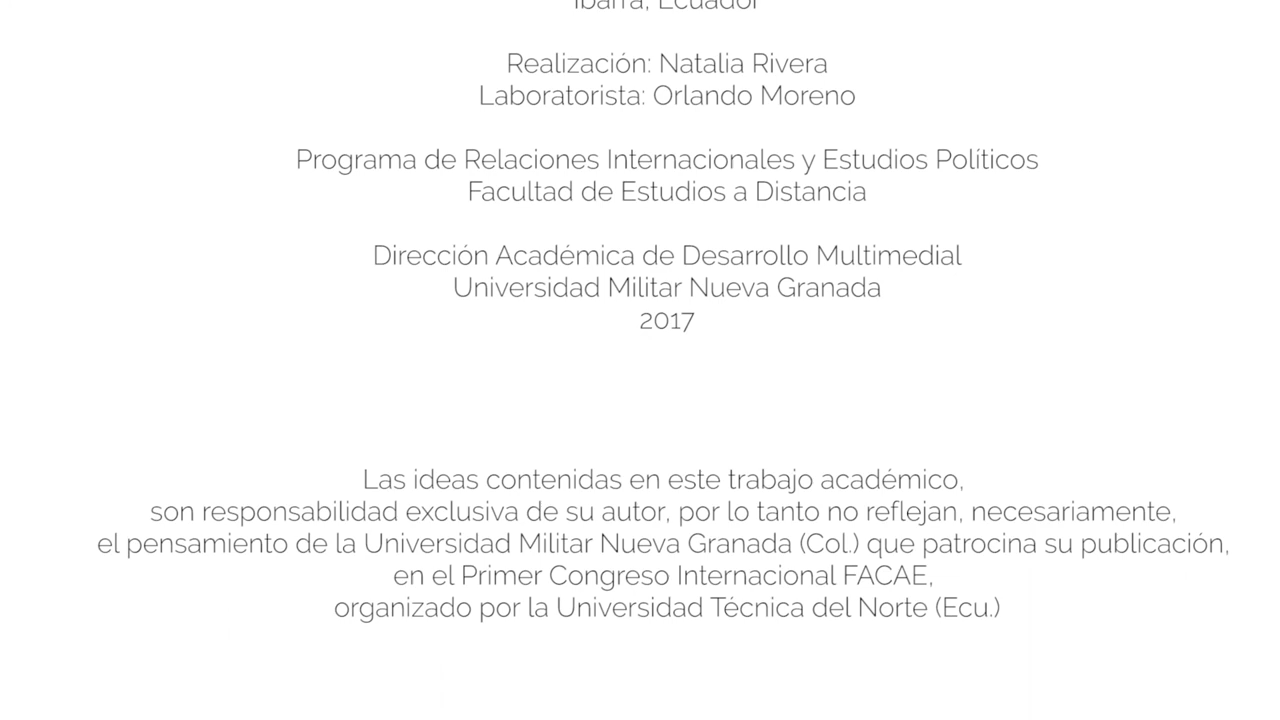 Ibarra, Ecuador
Realización: Natalia Rivera
Laboratorista: Orlando Moreno
Programa de Relaciones Internacionales y Estudios Políticos
Facultad de Estudios a Distancia
Dirección Académica de Desarrollo Multimedial
Universidad Militar Nueva Granada
2017
Las ideas contenidas en este trabajo académico,
son responsabilidad exclusiva de su autor, por lo tanto no reflejan, necesariamente,
el pensamiento de la Universidad Militar Nueva Granada (Col.) que patrocina su publicación,
en el Primer Congreso Internacional FACAE,
organizado por la Universidad Técnica del Norte (Ecu.)